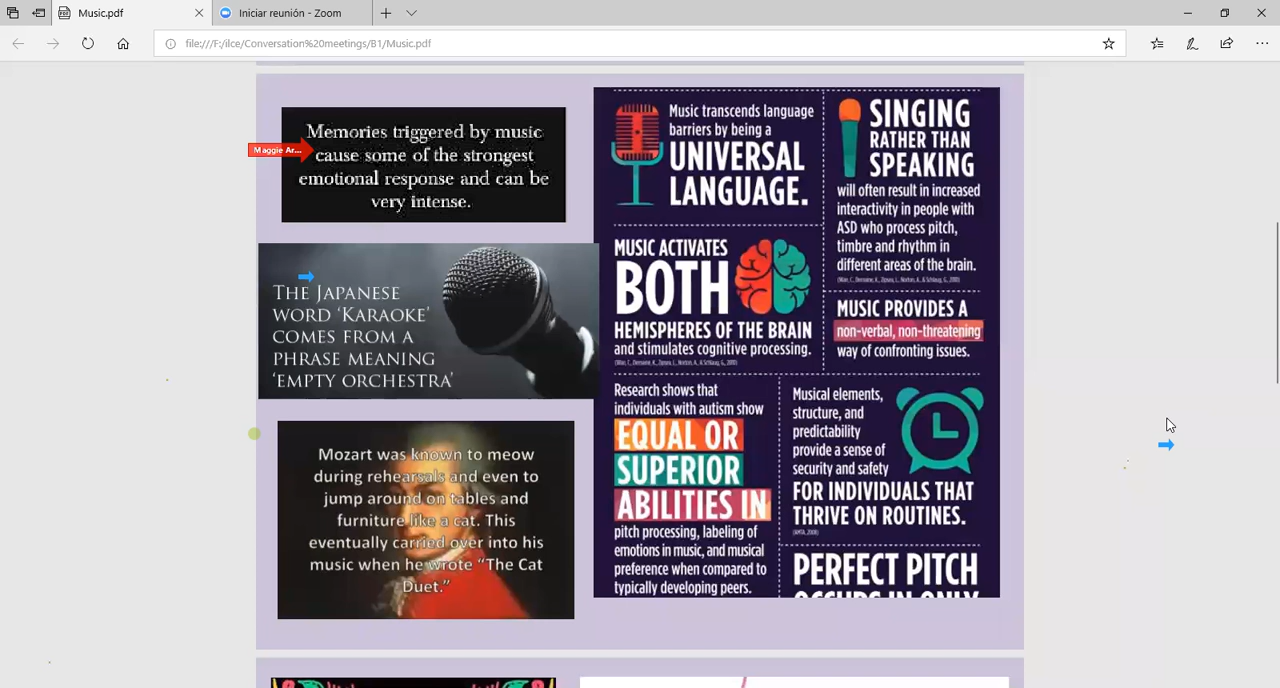 Music.pdf
Iniciar reunión - Zoom
file:///F:/ilce/Conversation%20meetings/B1/Music.pdf
Memories triggered by music
Maggie Ar...
cause some of the strongest
emotional response and can be
very intense.
THE JAPANESE
WORD ‘KARAOKE’
COMES FROM A
PHRASE MEANING
‘EMPTY ORCHESTRA’
Mozart was known to meow
during rehearsals and even to
jump around on tables and
furniture like a cat. This
eventually carried over into his
music when he wrote “The Cat
Duet.”
Music transcends language
barriers by being a
UNIVERSAL
LANGUAGE.
SINGING
RATHER THAN
SPEAKING
will often result in increased
interactivity in people with
ASD who process pitch,
timbre and rhythm in
different areas of the brain.
MUSIC ACTIVATES
BOTH
HEMISPHERES OF THE BRAIN
and stimulates cognitive processing.
MUSIC PROVIDES A
non-verbal, non-threatening
way of confronting issues.
Research shows that
individuals with autism show
EQUAL OR
SUPERIOR
ABILITIES IN
pitch processing, labeling of
emotions in music, and musical
preference when compared to
typically developing peers.
Musical elements,
structure, and
predictability
provide a sense of
security and safety
FOR INDIVIDUALS THAT
THRIVE ON ROUTINES.
PERFECT PITCH
OCCURS IN ONLY